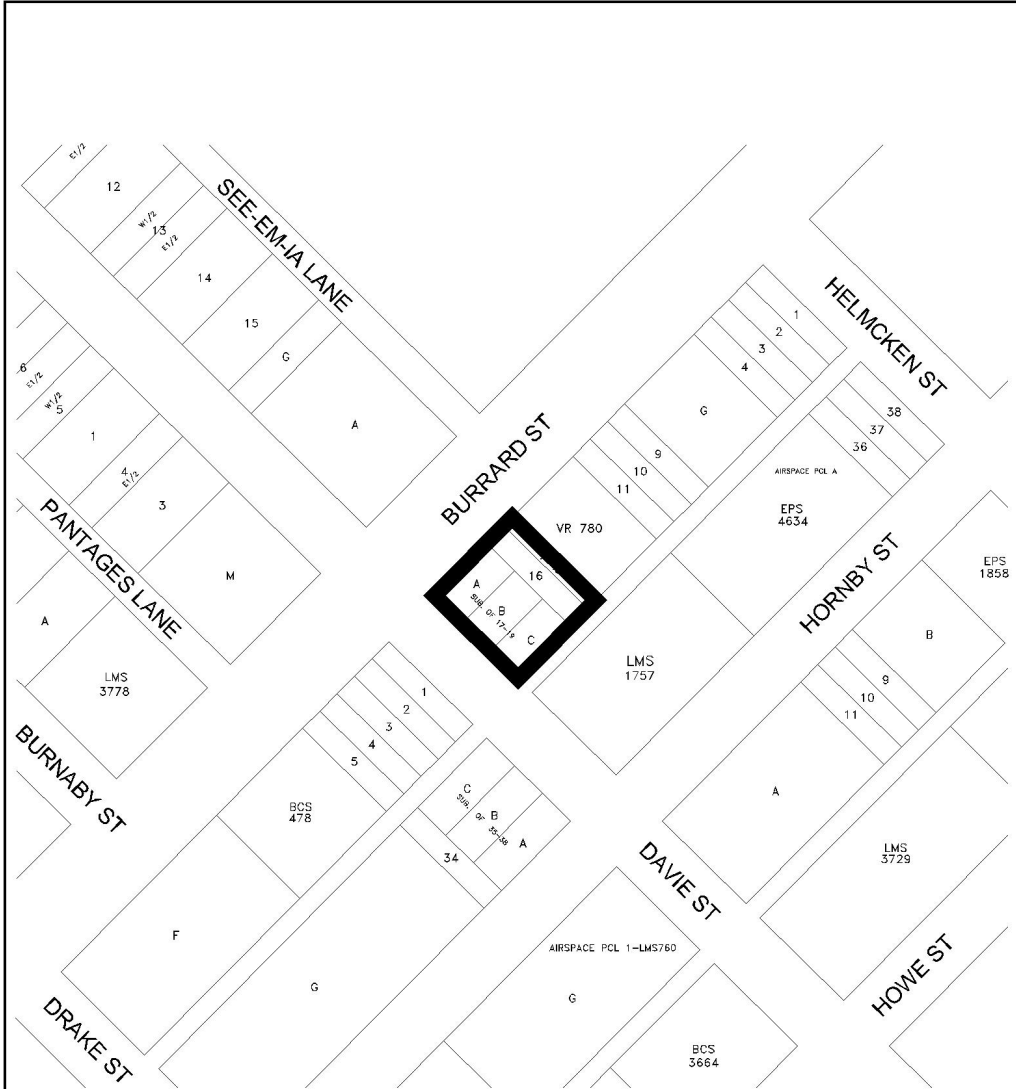 E1/2
12
SEE-EM-IA LANE
W1/2
13
E1/2
14
HELMCKEN ST
15
1
2
G
3
6
4
E1/2
W1/2
5
G
38
A
37
1
BURRARD ST
36
9
4
E1/2
10
AIRSPACE PCL A
11
3
PANTAGES LANE
EPS
4634
VR 780
HORNBY ST
EPS
1858
M
A
16
B
SUB. OF 17-19
A
C
B
LMS
3778
LMS
1757
1
9
2
10
3
11
BURNABY ST
4
5
C
A
BCS
478
SUB. OF 35-38
B
A
34
DAVIE ST
LMS
3729
F
AIRSPACE PCL 1-LMS760
HOWE ST
G
G
DRAKE ST
BCS
3664